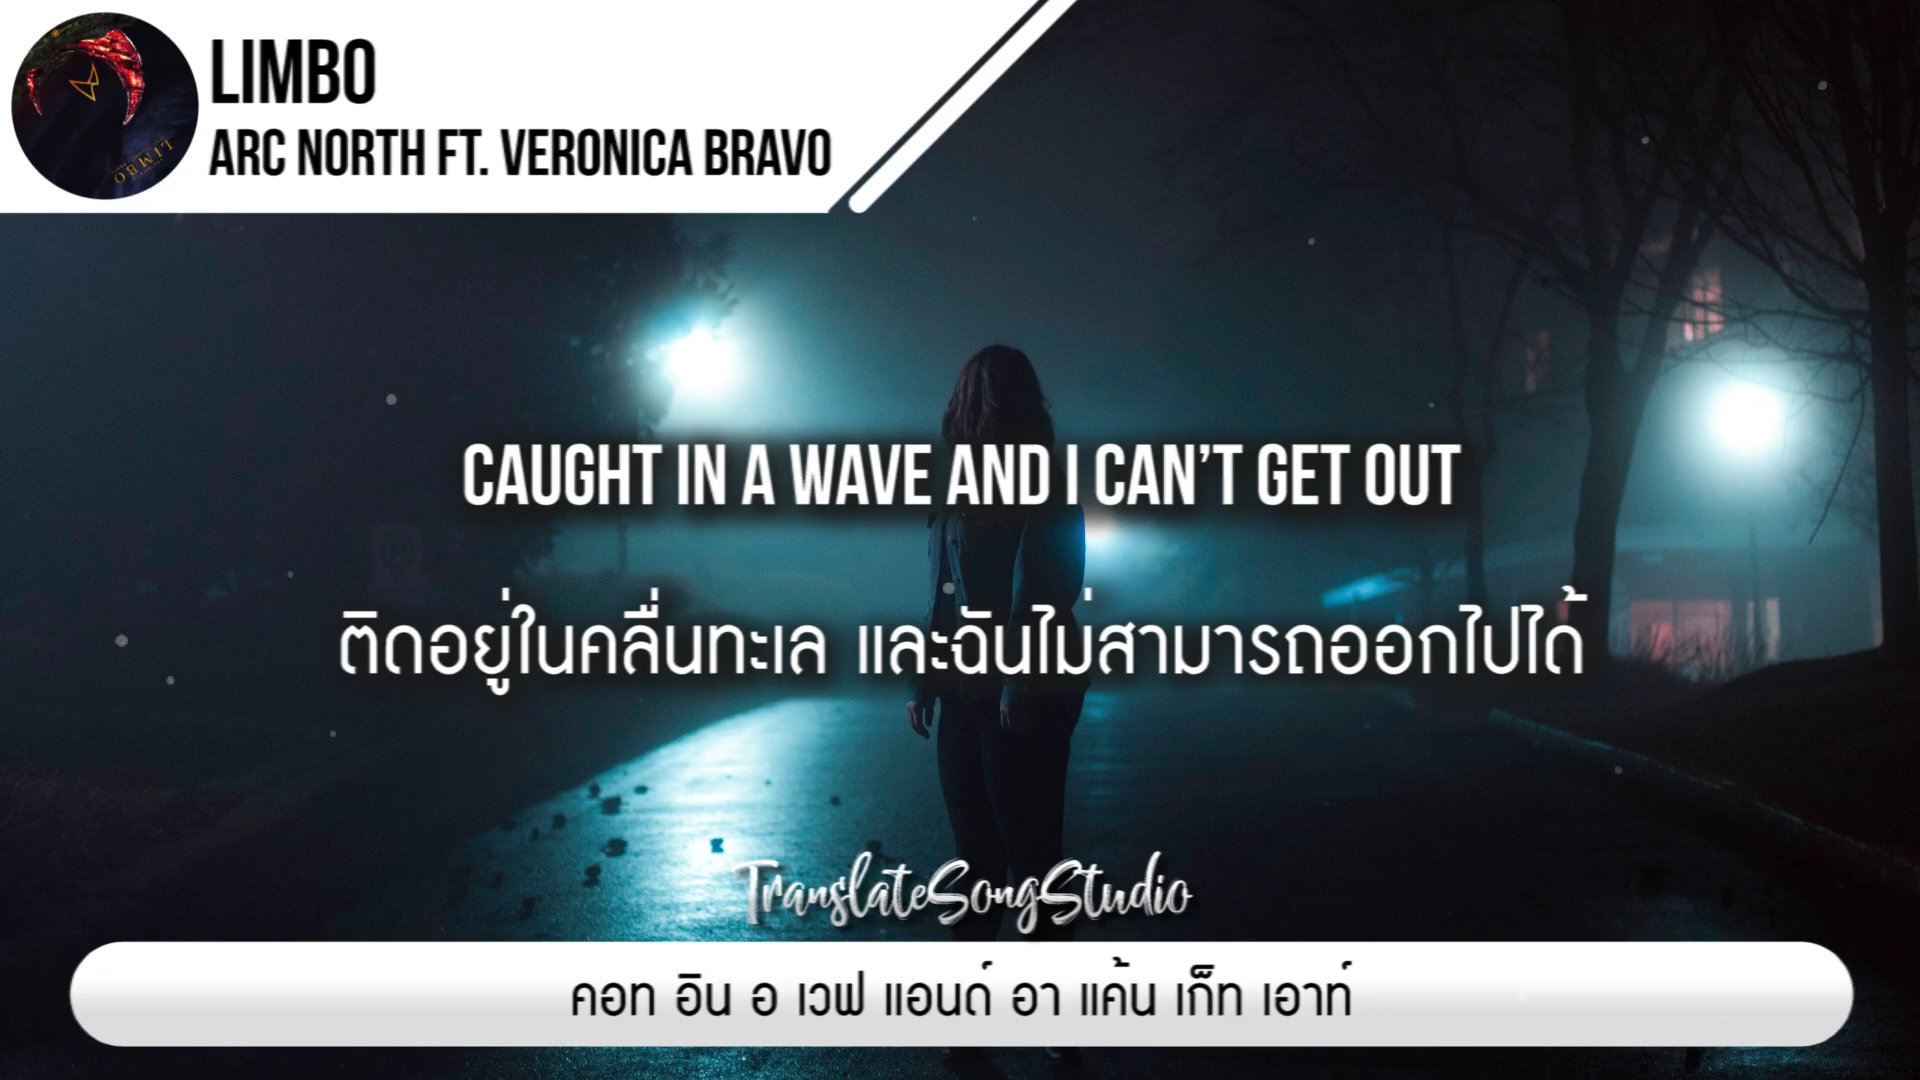 LIMBO
ARC NORTH FT. VERONICA BRAVO
LIMBO
CAUGHT IN A WAVE AND I CAN'T GET OUT
ติดอยู่ในคลื่นทะเล และฉันไม่สามารถออกไปได้
TranslateSongStudio
คอท อิน อ เวฟ แอนด์ อา แค้น เก็ท เอาท์